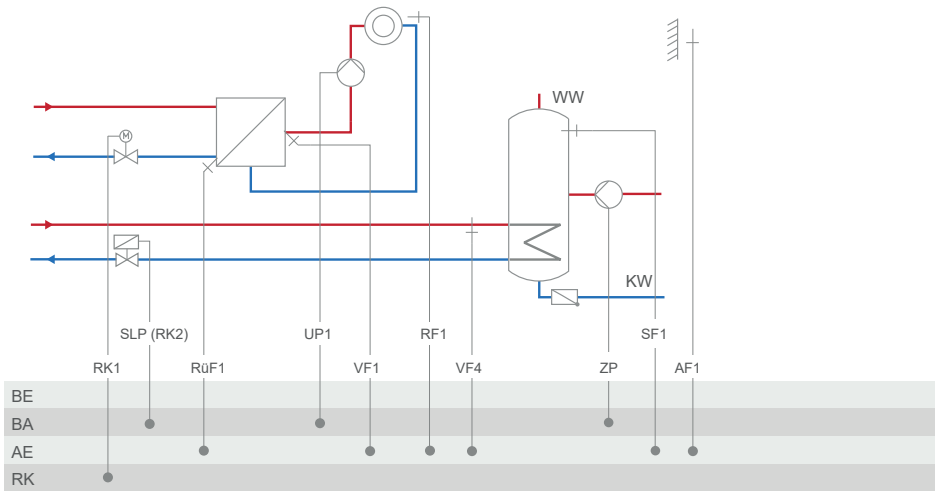 M
WW
KW
SLP (RK2) UP1 RF1 SF1
RK1 RüF1 VF1 VF4 ZP AF1
BE
BA
AE
RK